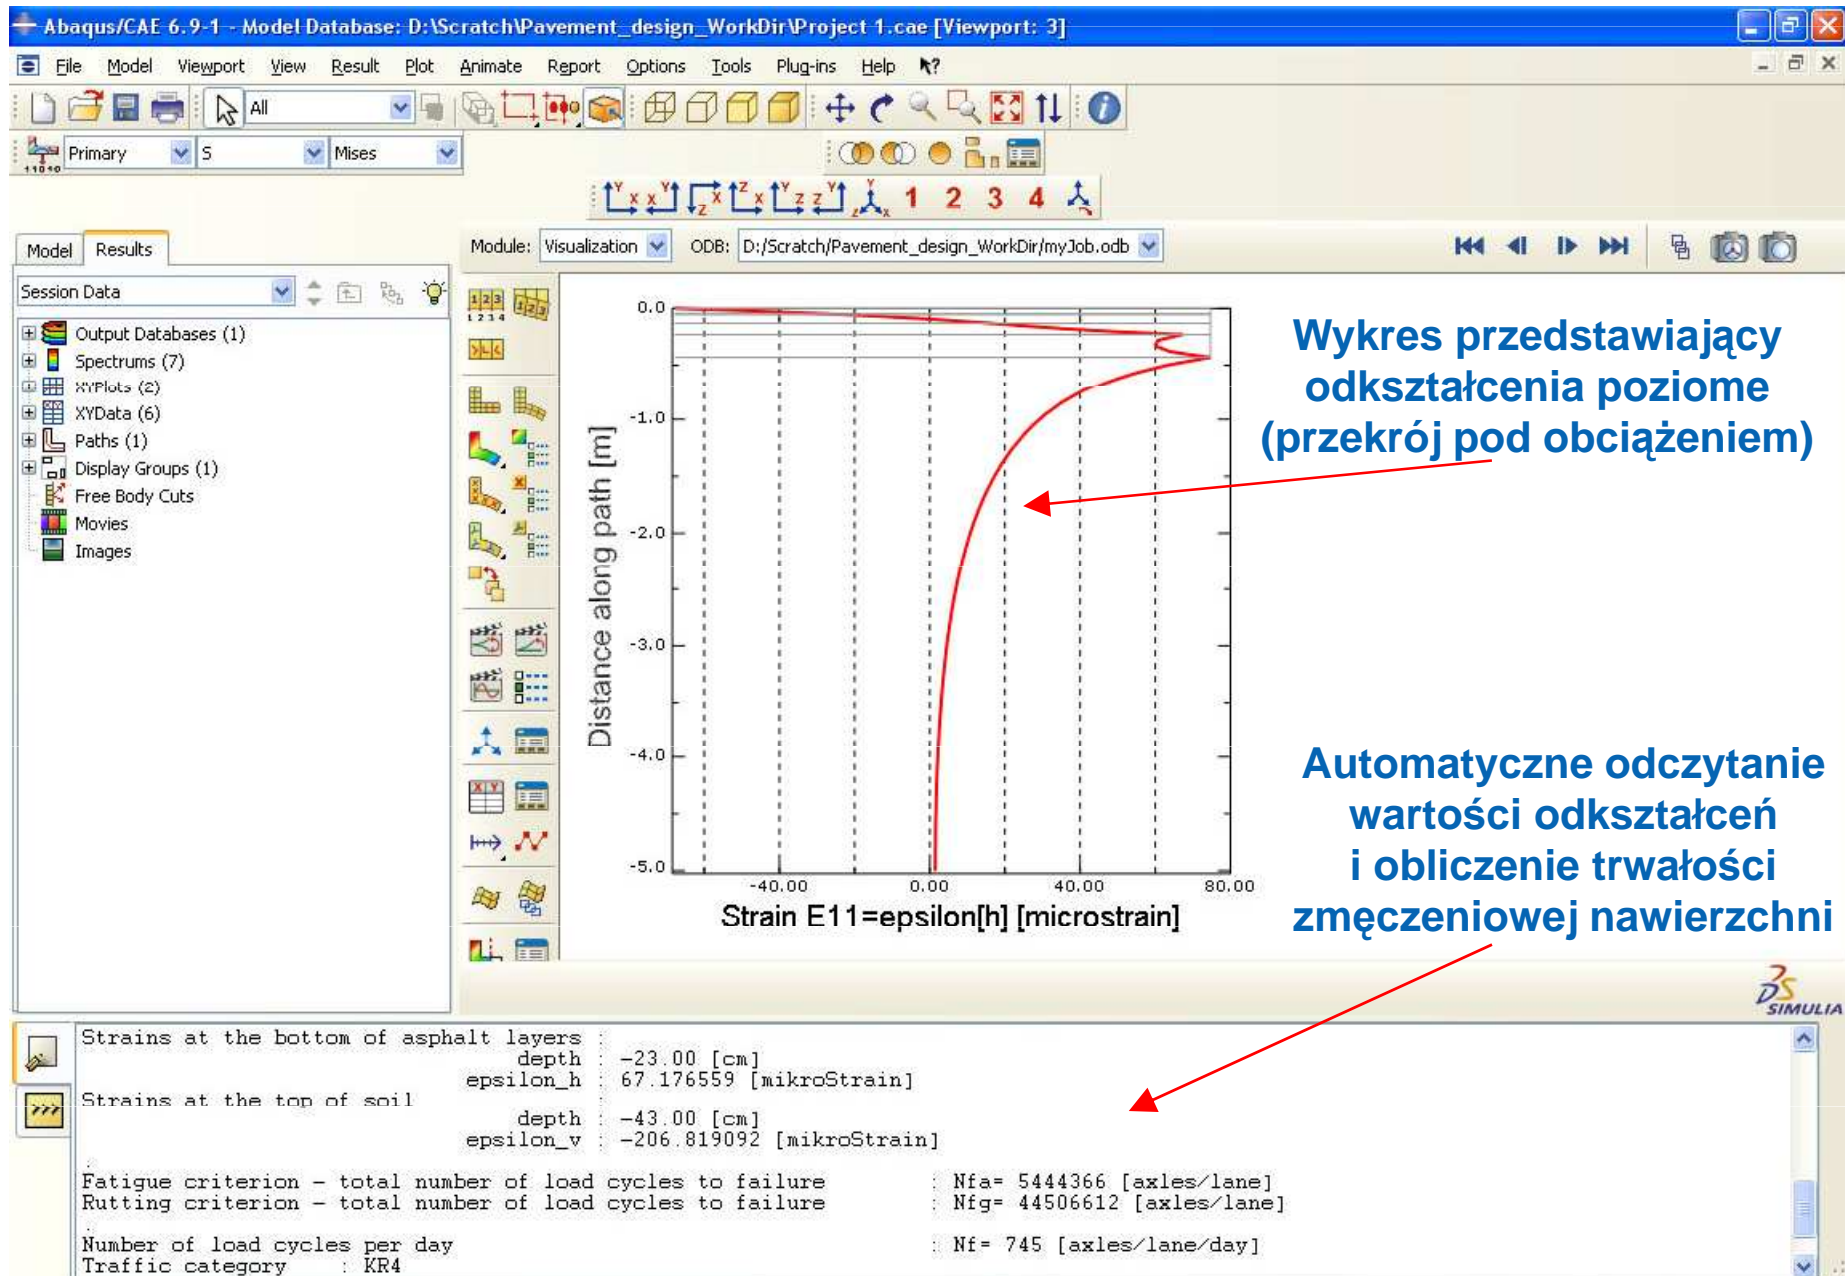 Abaqus/CAE 6.9-1 - Model Database: D:\Scratch\Pavement_design_WorkDir\Project 1.cae [Viewport: 3]
File Model Viewport View Result Plot Animate Report Options Tools Plug-ins Help
All
Primary S Mises
1 2 3 4
Model Results
Module: Visualization ODB: D:/Scratch/Pavement_design_WorkDir/myJob.odb
Session Data
Output Databases (1)
Spectrums (7)
XYPlots (2)
XYData (6)
Paths (1)
Display Groups (1)
Free Body Cuts
Movies
Images
Distance along path [m]
0.0
-1.0
-2.0
-3.0
-4.0
-5.0
-40.00 0.00 40.00 80.00
Strain E11=epsilon[h] [microstrain]
Wykres przedstawiający
odkształcenia poziome
(przekrój pod obciążeniem)
Automatyczne odczytanie
wartości odkształceń
i obliczenie trwałości
zmęczeniowej nawierzchni
SIMULIA
Strains at the bottom of asphalt layers :
depth : -23.00 [cm]
epsilon_h : 67.176559 [mikroStrain]
Strains at the top of soil :
depth : -43.00 [cm]
epsilon_v : -206.819092 [mikroStrain]
:
Fatigue criterion - total number of load cycles to failure : Nfa= 5444366 [axles/lane]
Rutting criterion - total number of load cycles to failure : Nfg= 44506612 [axles/lane]
:
Number of load cycles per day : Nf= 745 [axles/lane/day]
Traffic category : KR4